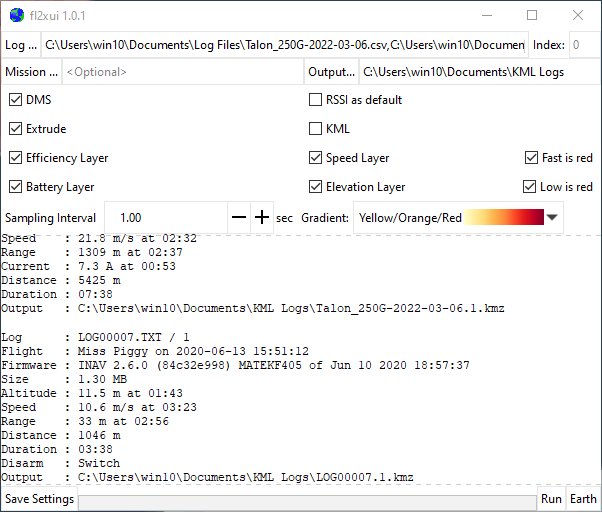 fl2xui 1.0.1
Log ... C:\Users\win10\Documents\Log Files\Talon_250G-2022-03-06.csv,C:\Users\win10\Documen Index: 0
Mission ... <Optional> Output... C:\Users\win10\Documents\KML Logs
DMS RSSI as default
Extrude KML
Efficiency Layer Speed Layer Fast is red
Battery Layer Elevation Layer Low is red
Sampling Interval 1.00 sec Gradient: Yellow/Orange/Red
Speed : 21.8 m/s at 02:32
Range : 1309 m at 02:37
Current : 7.3 A at 00:53
Distance : 5425 m
Duration : 07:38
Output : C:\Users\win10\Documents\KML Logs\Talon_250G-2022-03-06.1.kmz
Log : LOG00007.TXT / 1
Flight : Miss Piggy on 2020-06-13 15:51:12
Firmware : INAV 2.6.0 (84c32e998) MATEKF405 of Jun 10 2020 18:57:37
Size : 1.30 MB
Altitude : 11.5 m at 01:43
Speed : 10.6 m/s at 03:23
Range : 33 m at 02:56
Distance : 1046 m
Duration : 03:38
Disarm : Switch
Output : C:\Users\win10\Documents\KML Logs\LOG00007.1.kmz
Save Settings Run Earth